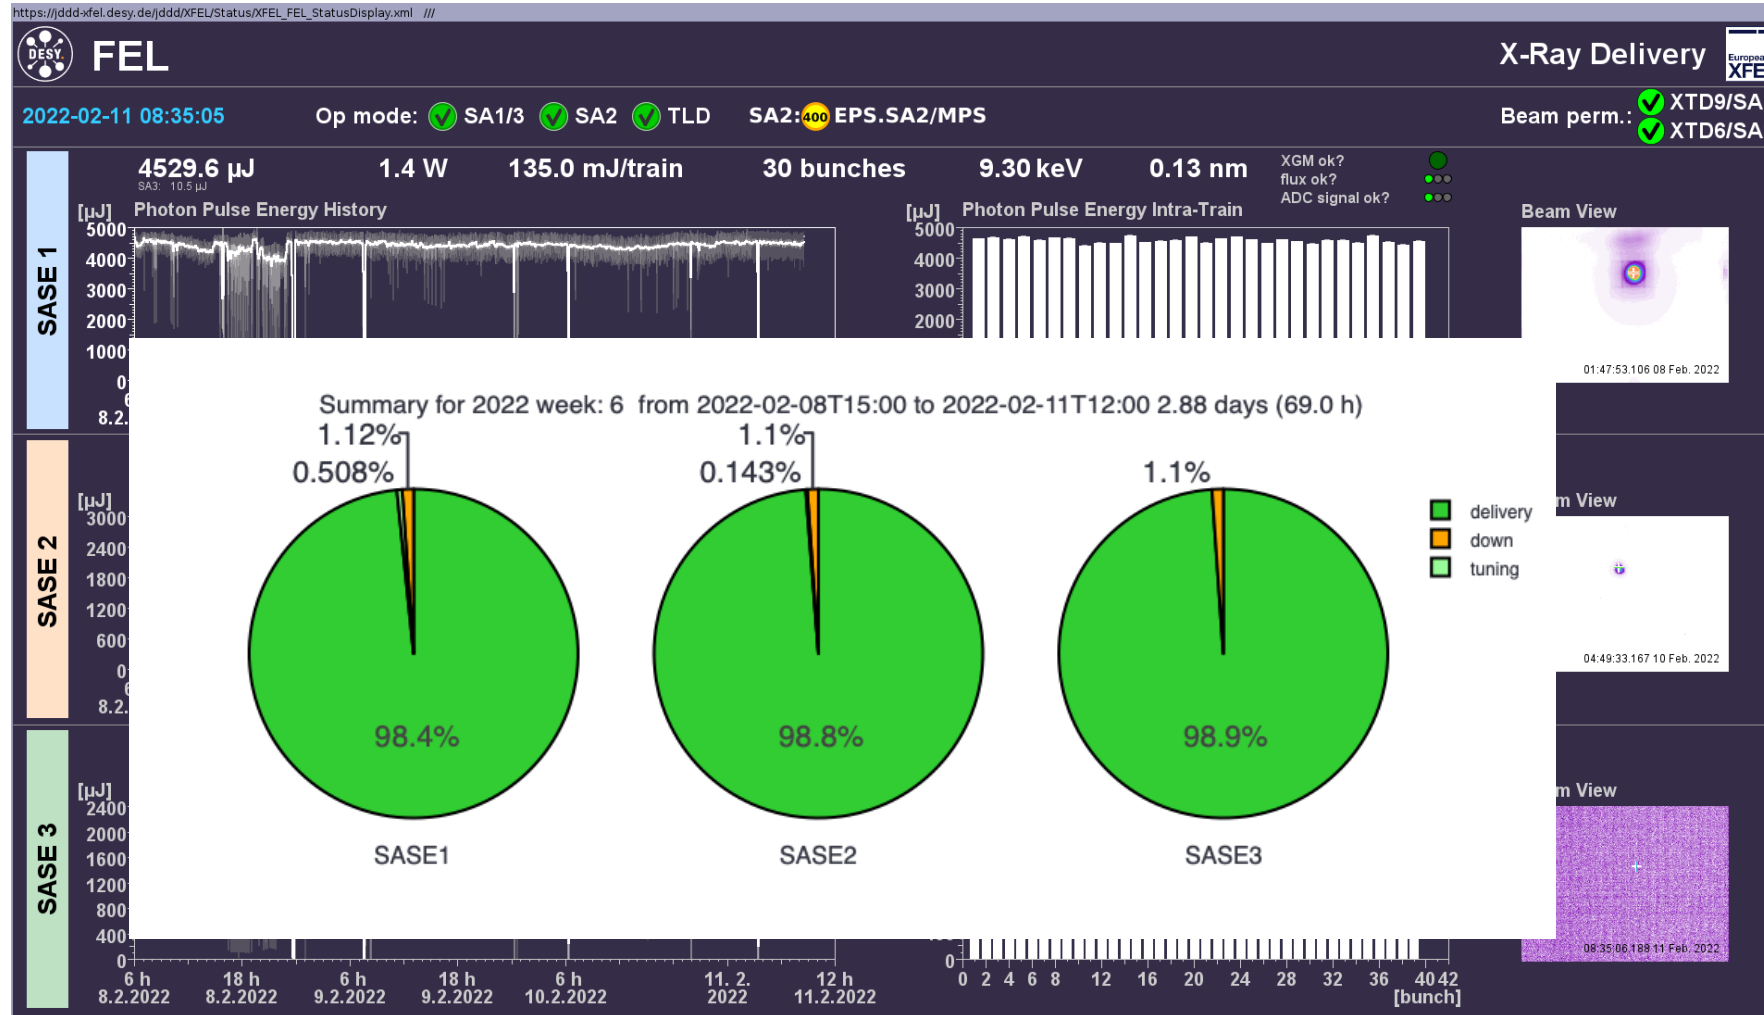 https://jddd-xfel.desy.de/jddd/XFEL/Status/XFEL_FEL_StatusDisplay.xml ///
DESY.
FEL
X-Ray Delivery
European
XFEL
2022-02-11 08:35:05
Op mode: SA1/3 SA2 TLD
SA2: 400 EPS.SA2/MPS
Beam perm.:
XTD9/SA
XTD6/SA
SASE 1
4529.6 µJ 1.4 W 135.0 mJ/train 30 bunches 9.30 keV 0.13 nm
SA3: 10.5 µJ
XGM ok?
flux ok?
ADC signal ok?
[µJ] Photon Pulse Energy History
5000
4000
3000
2000
1000
0
8.2.
[µJ] Photon Pulse Energy Intra-Train
5000
4000
3000
2000
Beam View
01:47:53.106 08 Feb. 2022
Summary for 2022 week: 6 from 2022-02-08T15:00 to 2022-02-11T12:00 2.88 days (69.0 h)
1.12%
0.508%
98.4%
SASE1
1.1%
0.143%
98.8%
SASE2
1.1%
98.9%
SASE3
delivery
down
tuning
SASE 2
[µJ]
3000
2400
1800
1200
600
0
8.2.
m View
04:49:33.167 10 Feb. 2022
SASE 3
[µJ]
2400
2000
1600
1200
800
400
0
6 h 18 h 6 h 18 h 6 h 11. 2. 12 h
8.2.2022 8.2.2022 9.2.2022 9.2.2022 10.2.2022 2022 11.2.2022
0
0 2 4 6 8 12 16 20 24 28 32 36 40 42
[bunch]
m View
08:35:06.188 11 Feb. 2022